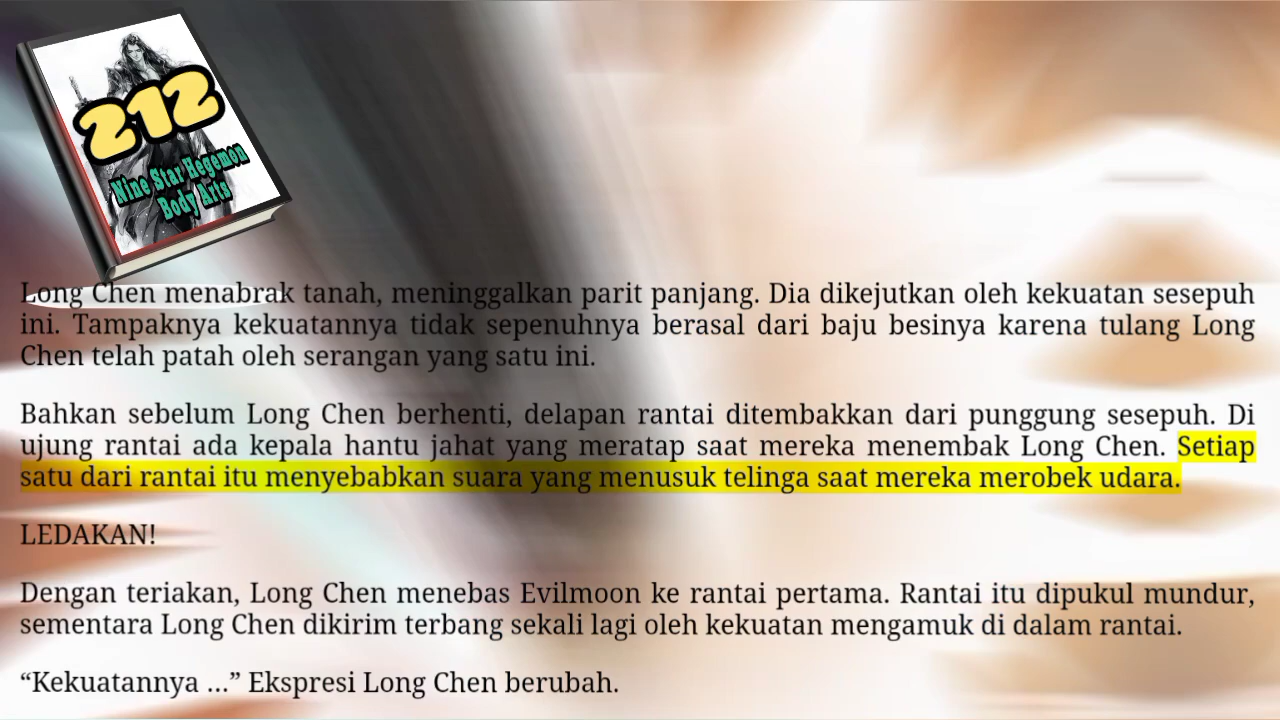 212
Nine Star Hegemon
Body Arts
Long Chen menabrak tanah, meninggalkan parit panjang. Dia dikejutkan oleh kekuatan sesepuh
ini. Tampaknya kekuatannya tidak sepenuhnya berasal dari baju besinya karena tulang Long
Chen telah patah oleh serangan yang satu ini.
Bahkan sebelum Long Chen berhenti, delapan rantai ditembakkan dari punggung sesepuh. Di
ujung rantai ada kepala hantu jahat yang meratap saat mereka menembak Long Chen. Setiap
satu dari rantai itu menyebabkan suara yang menusuk telinga saat mereka merobek udara.
LEDAKAN!
Dengan teriakan, Long Chen menebas Evilmoon ke rantai pertama. Rantai itu dipukul mundur,
sementara Long Chen dikirim terbang sekali lagi oleh kekuatan mengamuk di dalam rantai.
“Kekuatannya ...” Ekspresi Long Chen berubah.